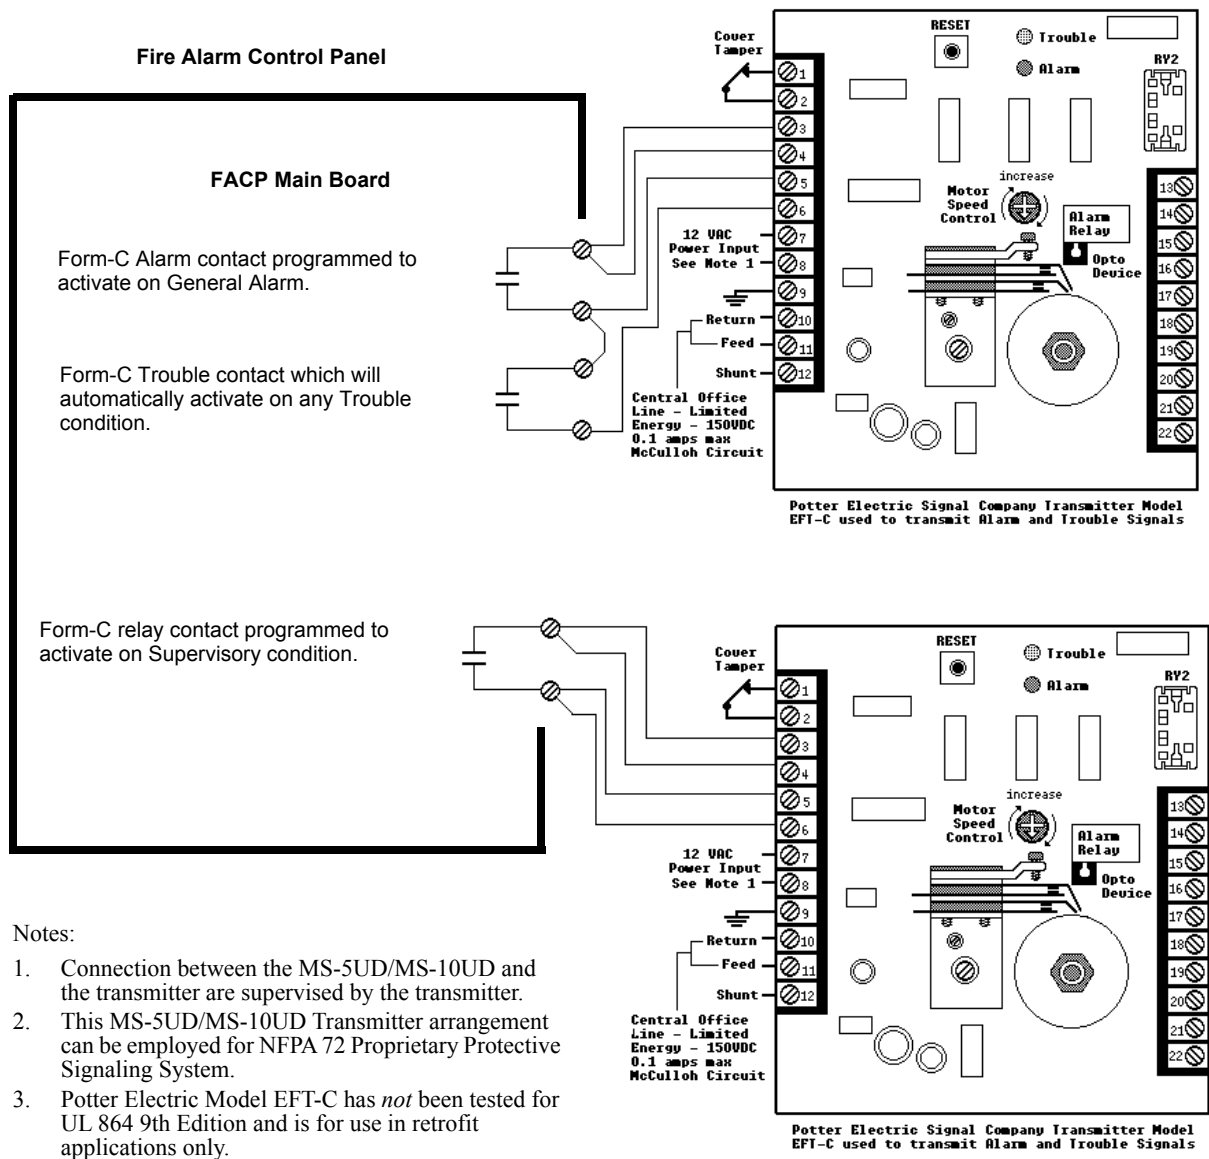 Fire Alarm Control Panel
FACP Main Board
Form-C Alarm contact programmed to
activate on General Alarm.
Form-C Trouble contact which will
automatically activate on any Trouble
condition.
Cover
Tamper
1
2
3
4
5
6
12 VAC
Power Input
See Note 1
7
8
9
Return
10
Feed
11
Shunt
12
Central Office
Line - Limited
Energy - 150VDC
0.1 amps max
McCulloh Circuit
RESET
Trouble
Alarm
RY2
increase
Motor
Speed
Control
Alarm
Relay
Opto
Device
13
14
15
16
17
18
19
20
21
22
Potter Electric Signal Company Transmitter Model
EFT-C used to transmit Alarm and Trouble Signals
Form-C relay contact programmed to
activate on Supervisory condition.
Cover
Tamper
1
2
3
4
5
6
12 VAC
Power Input
See Note 1
7
8
9
Return
10
Feed
11
Shunt
12
Central Office
Line - Limited
Energy - 150VDC
0.1 amps max
McCulloh Circuit
RESET
Trouble
Alarm
RY2
increase
Motor
Speed
Control
Alarm
Relay
Opto
Device
13
14
15
16
17
18
19
20
21
22
Potter Electric Signal Company Transmitter Model
EFT-C used to transmit Alarm and Trouble Signals
Notes:
1. Connection between the MS-5UD/MS-10UD and
the transmitter are supervised by the transmitter.
2. This MS-5UD/MS-10UD Transmitter arrangement
can be employed for NFPA 72 Proprietary Protective
Signaling System.
3. Potter Electric Model EFT-C has not been tested for
UL 864 9th Edition and is for use in retrofit
applications only.